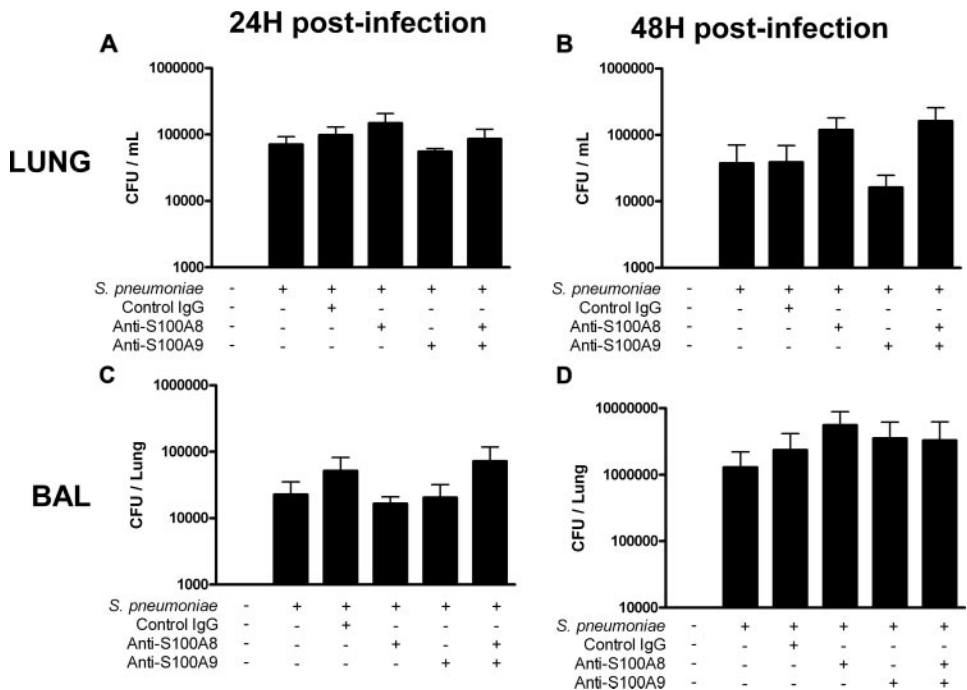 24H post-infection
48H post-infection
LUNG
BAL
A
1000000
100000
10000
1000
CFU / mL
S. pneumoniae - + + + + +
Control IgG - - + - - -
Anti-S100A8 - - - + - +
Anti-S100A9 - - - - + +
B
1000000
100000
10000
1000
CFU / mL
S. pneumoniae - + + + + +
Control IgG - - + - - -
Anti-S100A8 - - - + - +
Anti-S100A9 - - - - + +
C
1000000
100000
10000
1000
CFU / Lung
S. pneumoniae - + + + + +
Control IgG - - + - - -
Anti-S100A8 - - - + - +
Anti-S100A9 - - - - + +
D
10000000
1000000
100000
10000
CFU / Lung
S. pneumoniae - + + + + +
Control IgG - - + - - -
Anti-S100A8 - - - + - +
Anti-S100A9 - - - - + +